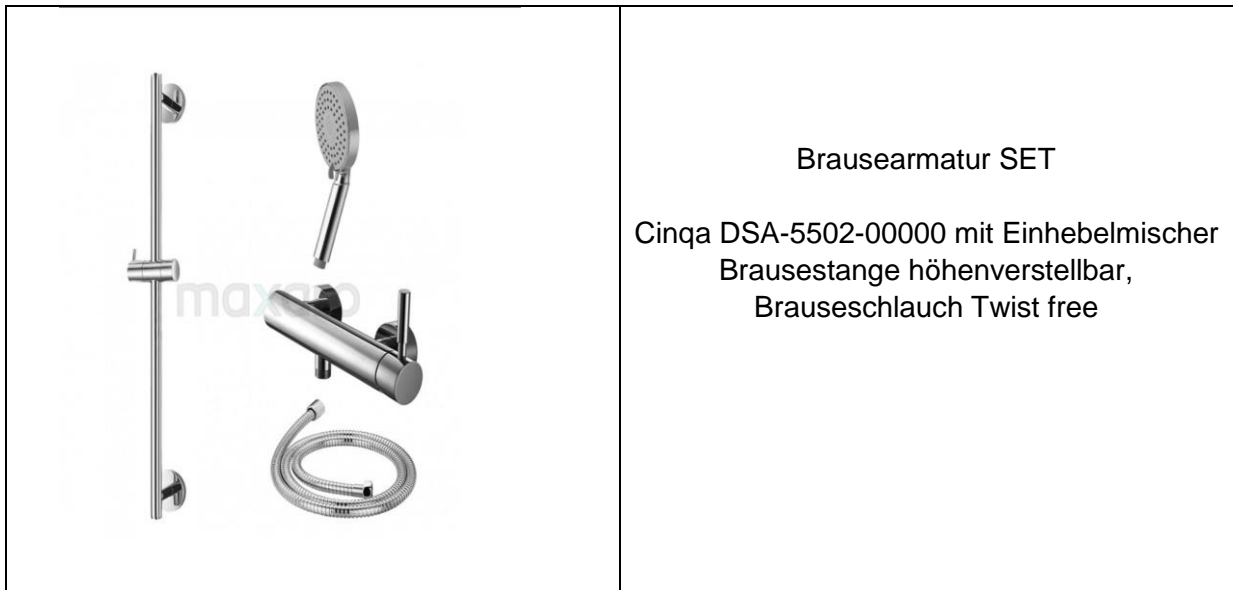 maxaro
Brausearmatur SET
Cinqa DSA-5502-00000 mit Einhebelmischer
Brausestange höhenverstellbar,
Brauseschlauch Twist free